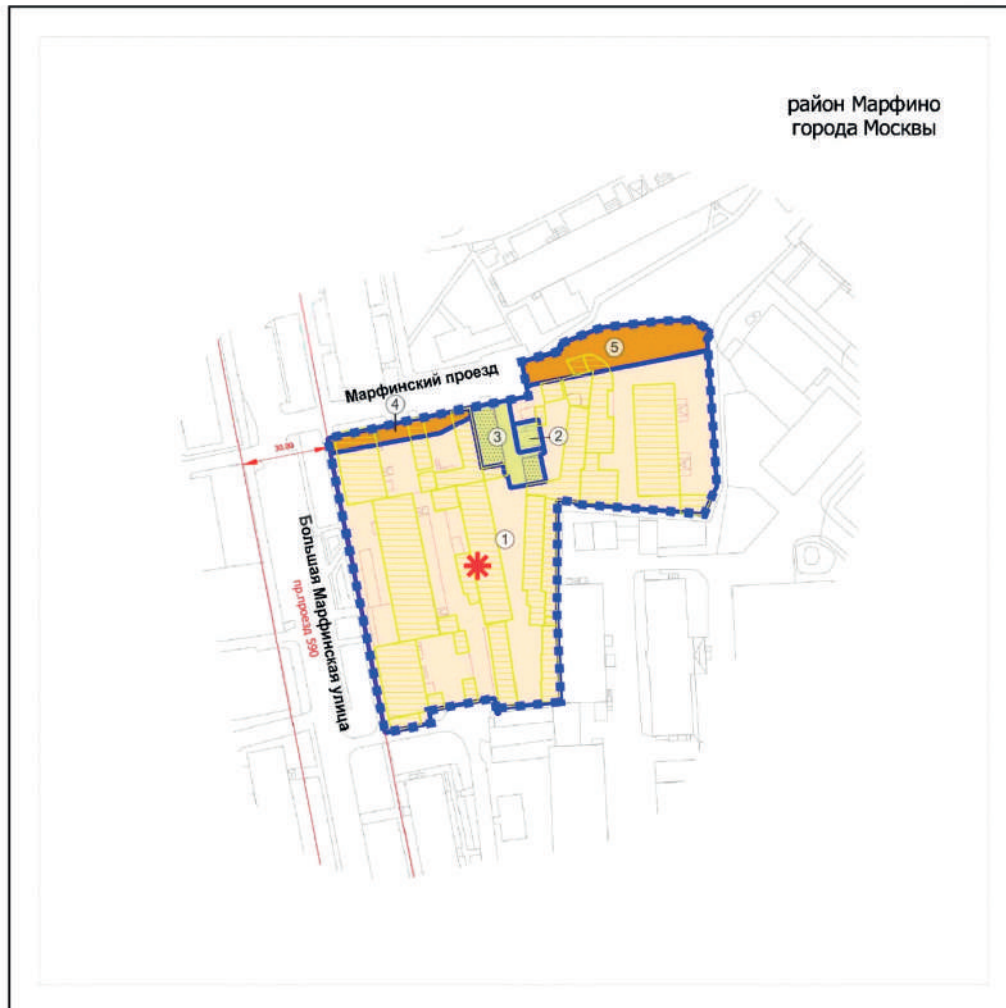 район Марфино
города Москвы
5
Марфинский проезд
4
3
2
30.00
1
Большая Марфинская улица
пр.проезд 590